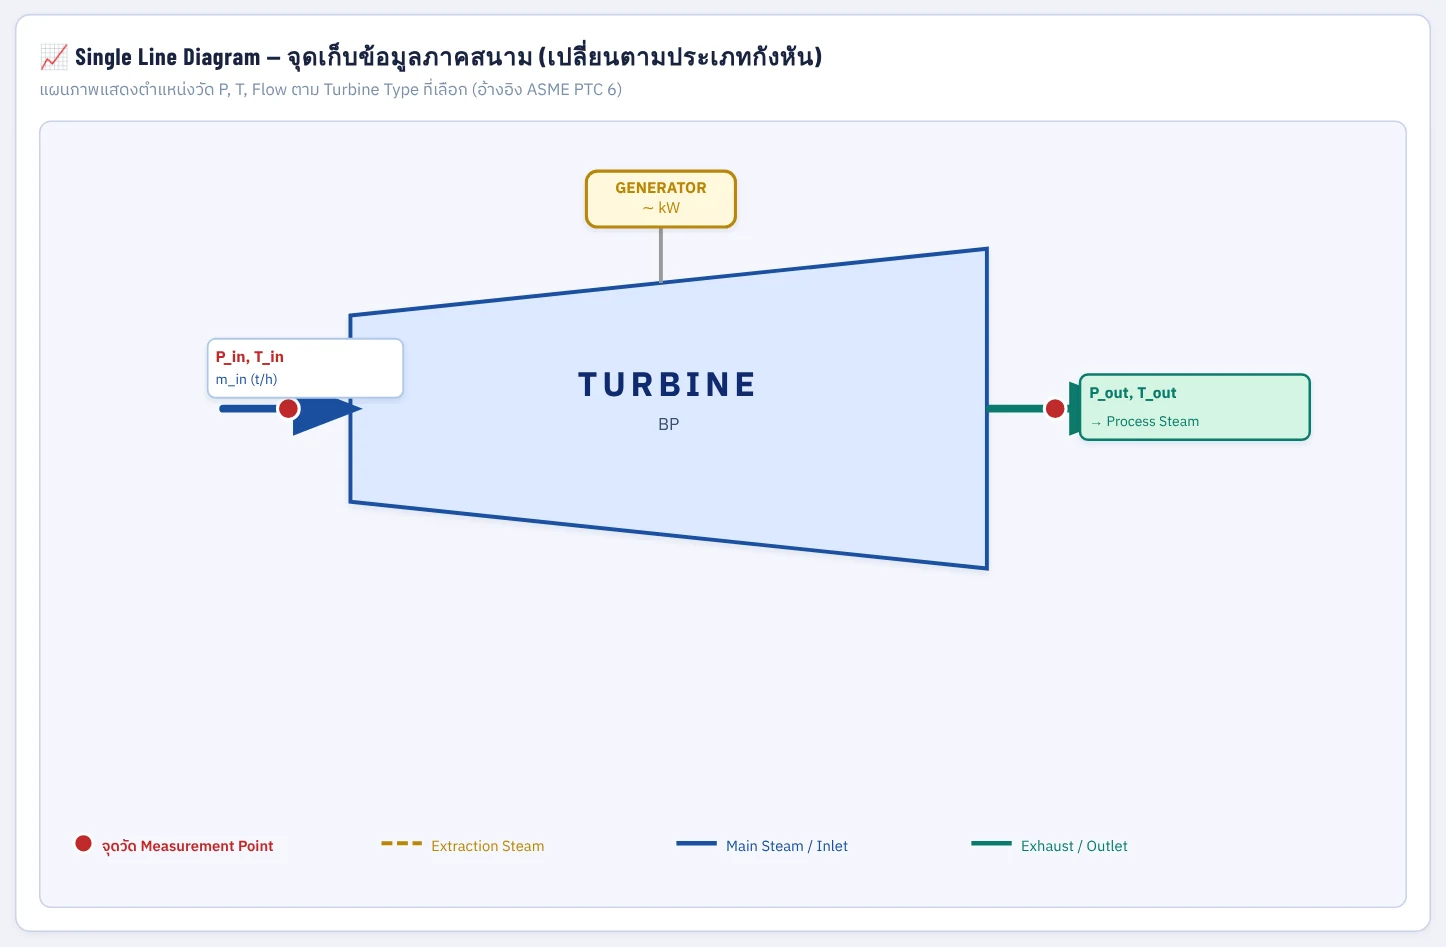 📈 Single Line Diagram – จุดเก็บข้อมูลภาคสนาม (เปลี่ยนตามประเภทกังหัน)
แผนภาพแสดงตำแหน่งวัด P, T, Flow ตาม Turbine Type ที่เลือก (อ้างอิง ASME PTC 6)
GENERATOR
~ kW
P_in, T_in
m_in (t/h)
TURBINE
BP
P_out, T_out
→ Process Steam
จุดวัด Measurement Point
Extraction Steam
Main Steam / Inlet
Exhaust / Outlet